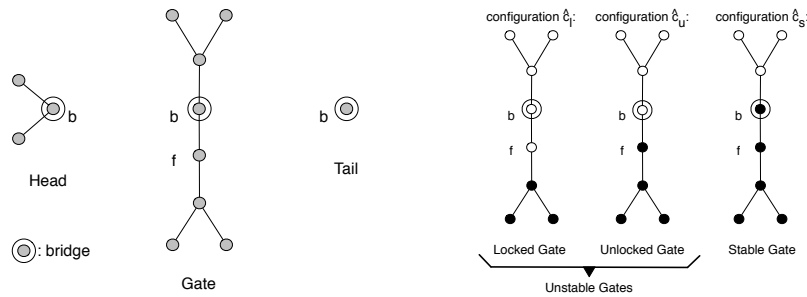 configuration ĉl:
configuration ĉu:
configuration ĉs:
b
b
b
b
b
b
f
f
f
f
Head
Tail
: bridge
Gate
Locked Gate
Unlocked Gate
Stable Gate
Unstable Gates